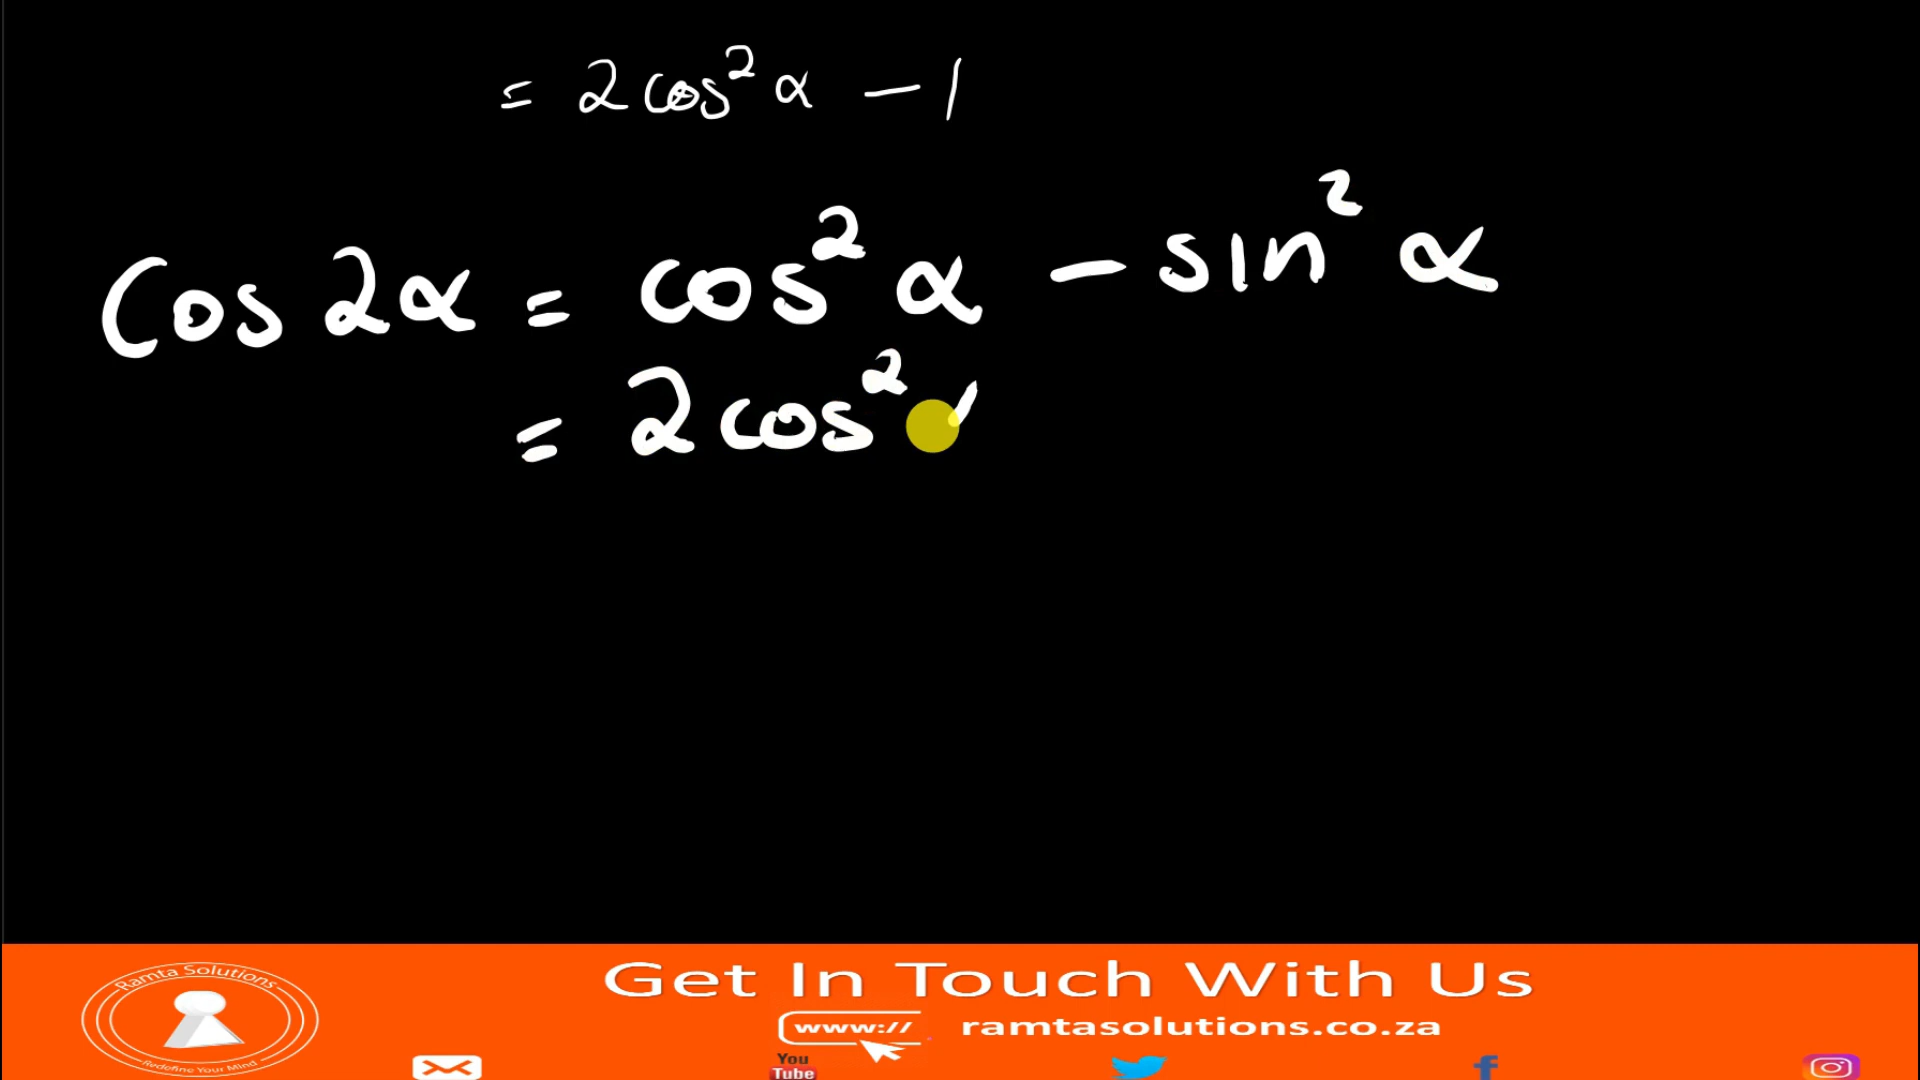 = 2cos²α − 1
Cos 2α = cos²α − sin²α
= 2cos²
Get In Touch With Us
www:// ramtasolutions.co.za
Ramta Solutions
Redefine Your Mind
You
Tube